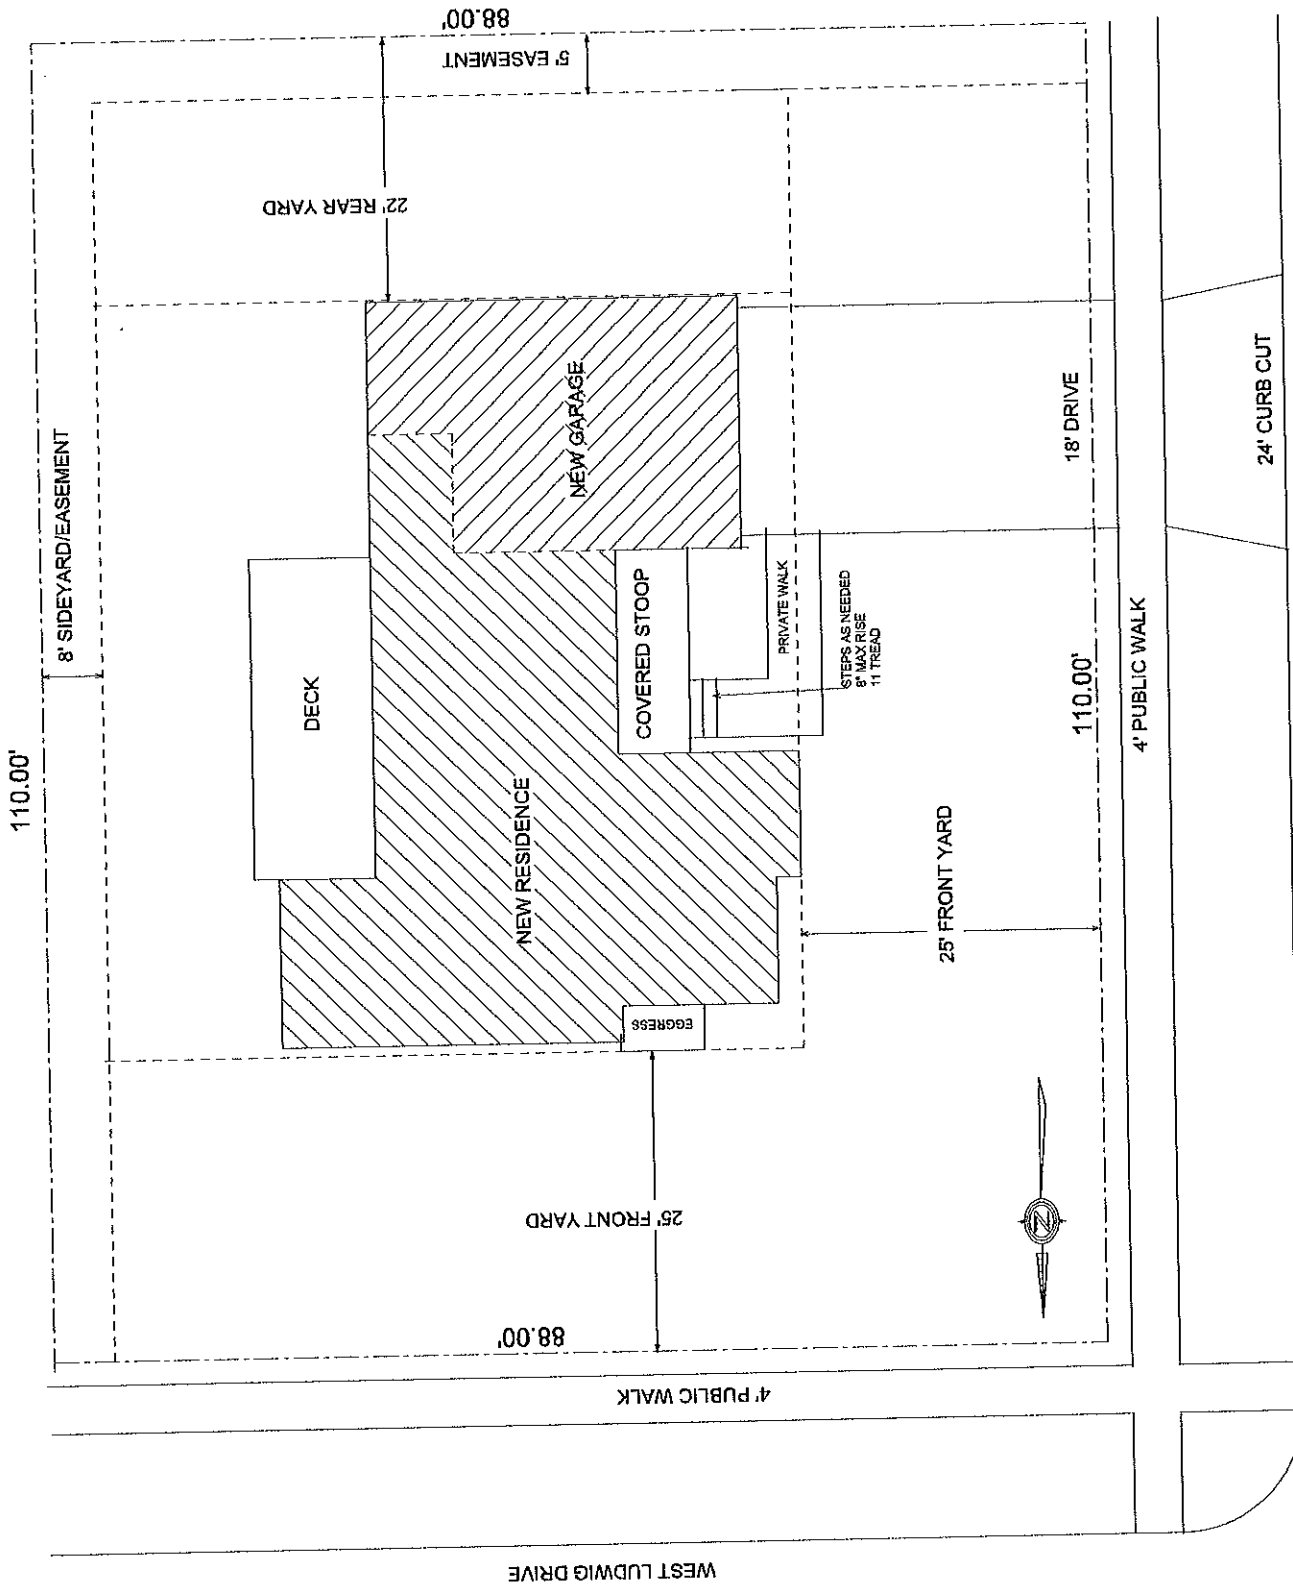 88.00'
5' EASEMENT
22' REAR YARD
8' SIDEYARD/EASEMENT
110.00'
NEW GARAGE
18' DRIVE
24' CURB CUT
DECK
COVERED STOOP
PRIVATE WALK
STEPS AS NEEDED
8" MAX RISE
11 TREAD
110.00'
4' PUBLIC WALK
NEW RESIDENCE
25' FRONT YARD
EGGRESS
25' FRONT YARD
N
88.00'
4' PUBLIC WALK
WEST LUDWIG DRIVE